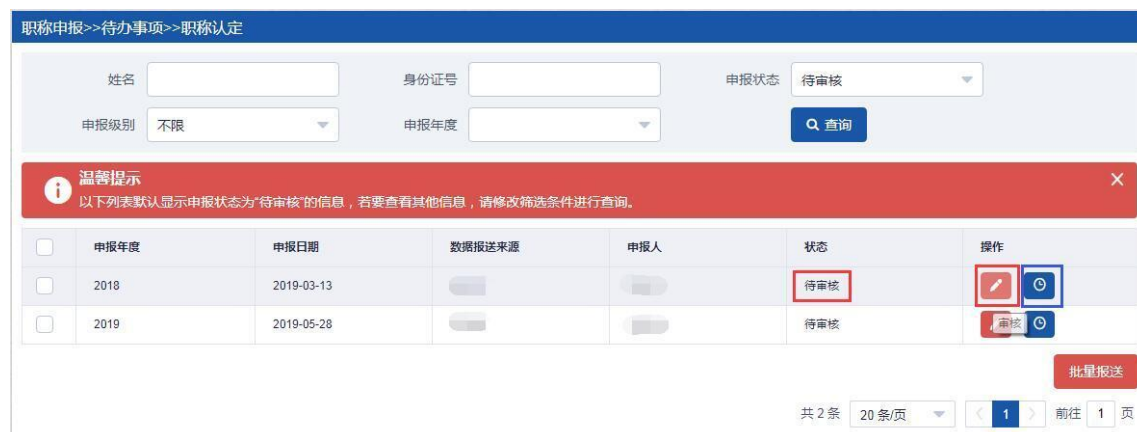 职称申报>>待办事项>>职称认定
姓名 身份证号 申报状态 待审核
申报级别 不限 申报年度 查询
温馨提示
以下列表默认显示申报状态为“待审核”的信息，若要查看其他信息，请修改筛选条件进行查询。
申报年度 申报日期 数据报送来源 申报人 状态 操作
2018 2019-03-13 待审核
2019 2019-05-28 待审核 审核
批量报送
共 2 条 20 条/页 1 前往 1 页